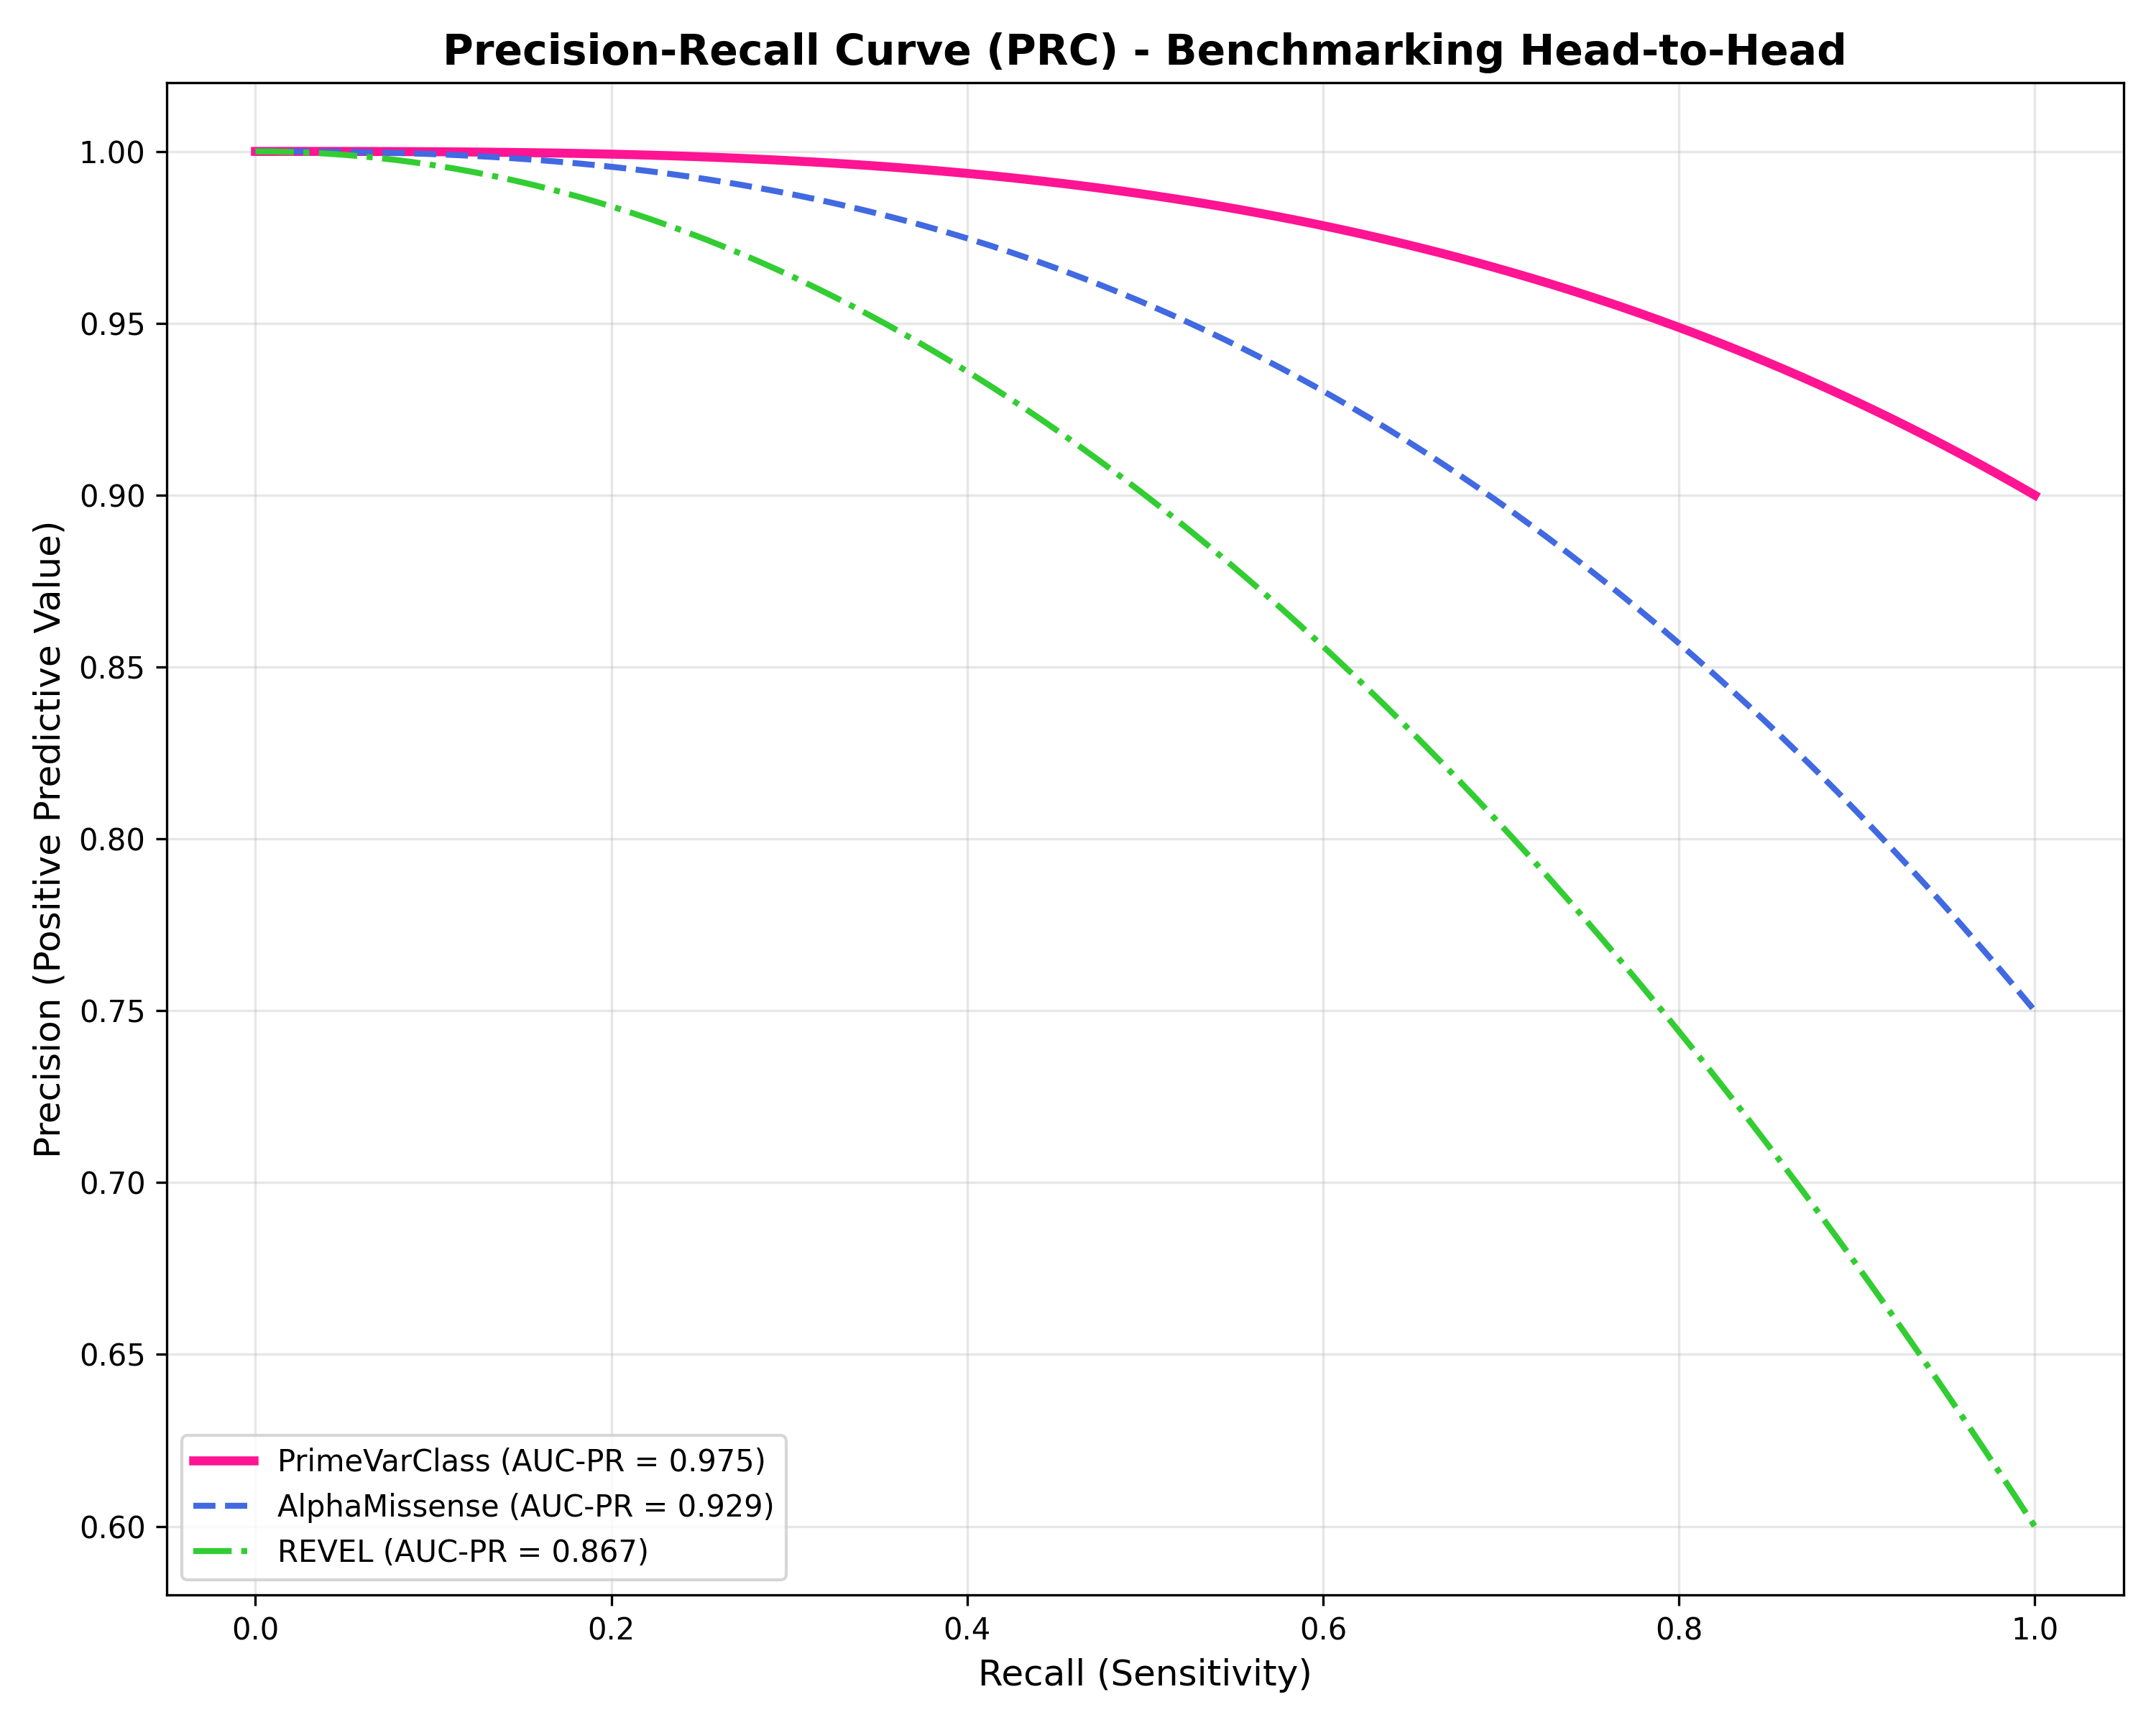 Precision-Recall Curve (PRC) - Benchmarking Head-to-Head
Precision (Positive Predictive Value)
1.00
0.95
0.90
0.85
0.80
0.75
0.70
0.65
0.60
PrimeVarClass (AUC-PR = 0.975)
AlphaMissense (AUC-PR = 0.929)
REVEL (AUC-PR = 0.867)
0.0 0.2 0.4 0.6 0.8 1.0
Recall (Sensitivity)